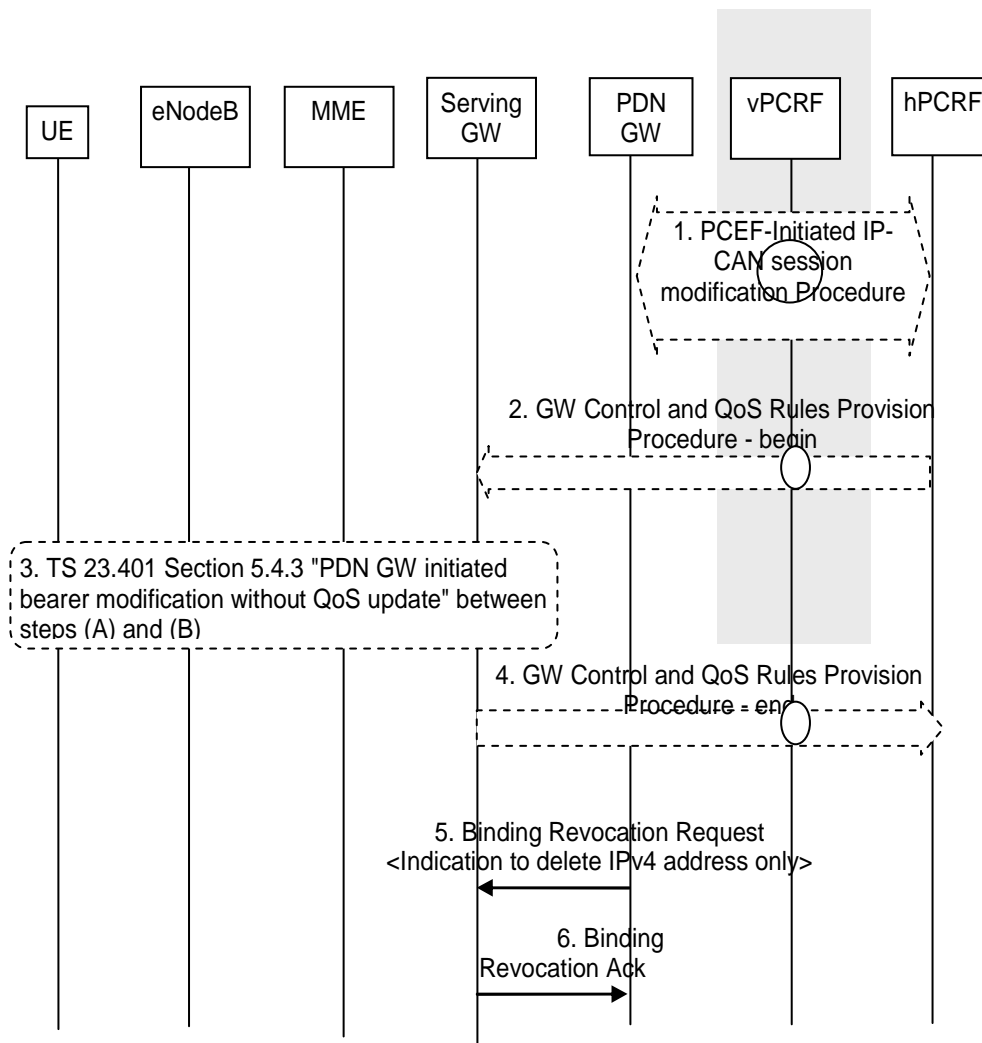 UE
eNodeB
MME
Serving
GW
PDN
GW
vPCRF
hPCRF
1. PCEF-Initiated IP-
CAN session
modification Procedure
2. GW Control and QoS Rules Provision
Procedure - begin
3. TS 23.401 Section 5.4.3 "PDN GW initiated
bearer modification without QoS update" between
steps (A) and (B)
4. GW Control and QoS Rules Provision
Procedure - end
5. Binding Revocation Request
<Indication to delete IPv4 address only>
6. Binding
Revocation Ack